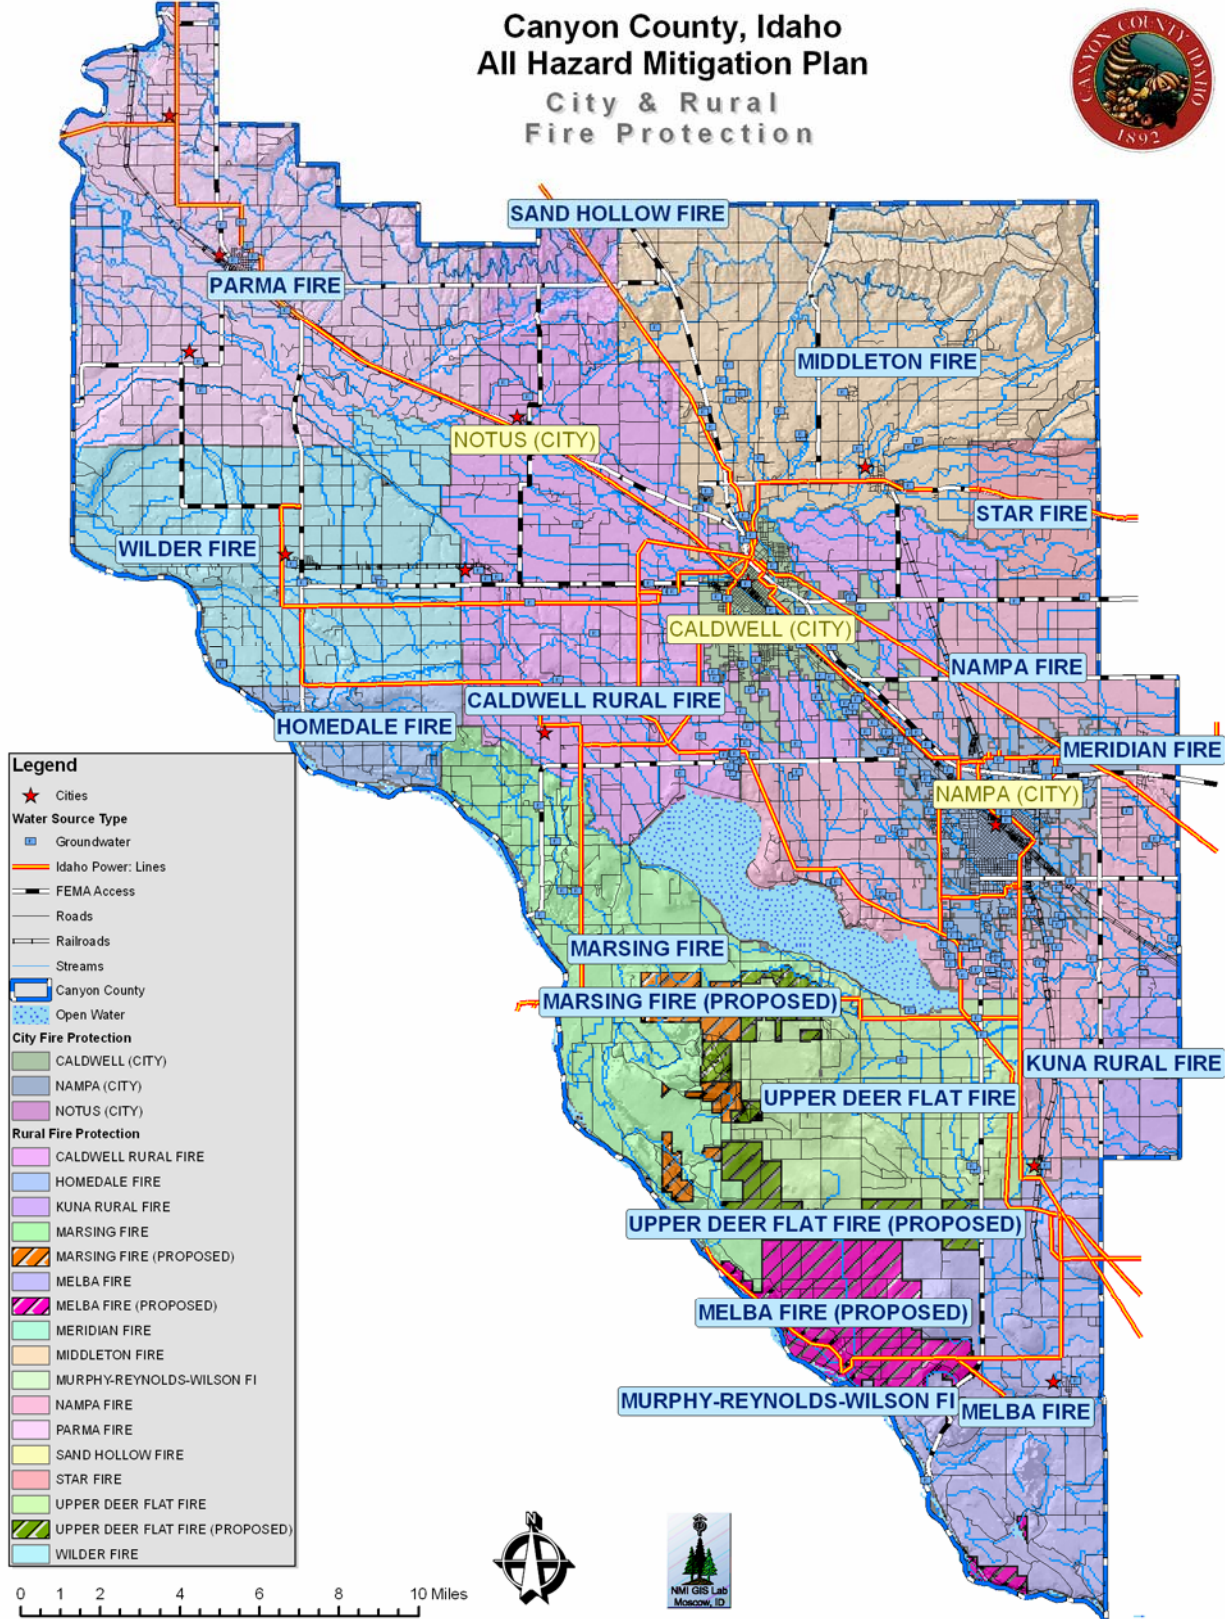 Canyon County, Idaho
All Hazard Mitigation Plan
City & Rural
Fire Protection
CANYON COUNTY IDAHO
1892
SAND HOLLOW FIRE
PARMA FIRE
MIDDLETON FIRE
NOTUS (CITY)
STAR FIRE
WILDER FIRE
CALDWELL (CITY)
NAMPA FIRE
CALDWELL RURAL FIRE
HOMEDALE FIRE
MERIDIAN FIRE
NAMPA (CITY)
MARSING FIRE
MARSING FIRE (PROPOSED)
KUNA RURAL FIRE
UPPER DEER FLAT FIRE
UPPER DEER FLAT FIRE (PROPOSED)
MELBA FIRE (PROPOSED)
MURPHY-REYNOLDS-WILSON FI
MELBA FIRE
Legend
Cities
Water Source Type
Groundwater
Idaho Power: Lines
FEMA Access
Roads
Railroads
Streams
Canyon County
Open Water
City Fire Protection
CALDWELL (CITY)
NAMPA (CITY)
NOTUS (CITY)
Rural Fire Protection
CALDWELL RURAL FIRE
HOMEDALE FIRE
KUNA RURAL FIRE
MARSING FIRE
MARSING FIRE (PROPOSED)
MELBA FIRE
MELBA FIRE (PROPOSED)
MERIDIAN FIRE
MIDDLETON FIRE
MURPHY-REYNOLDS-WILSON FI
NAMPA FIRE
PARMA FIRE
SAND HOLLOW FIRE
STAR FIRE
UPPER DEER FLAT FIRE
UPPER DEER FLAT FIRE (PROPOSED)
WILDER FIRE
0 1 2 4 6 8 10 Miles
N
NMI GIS Lab
Moscow, ID